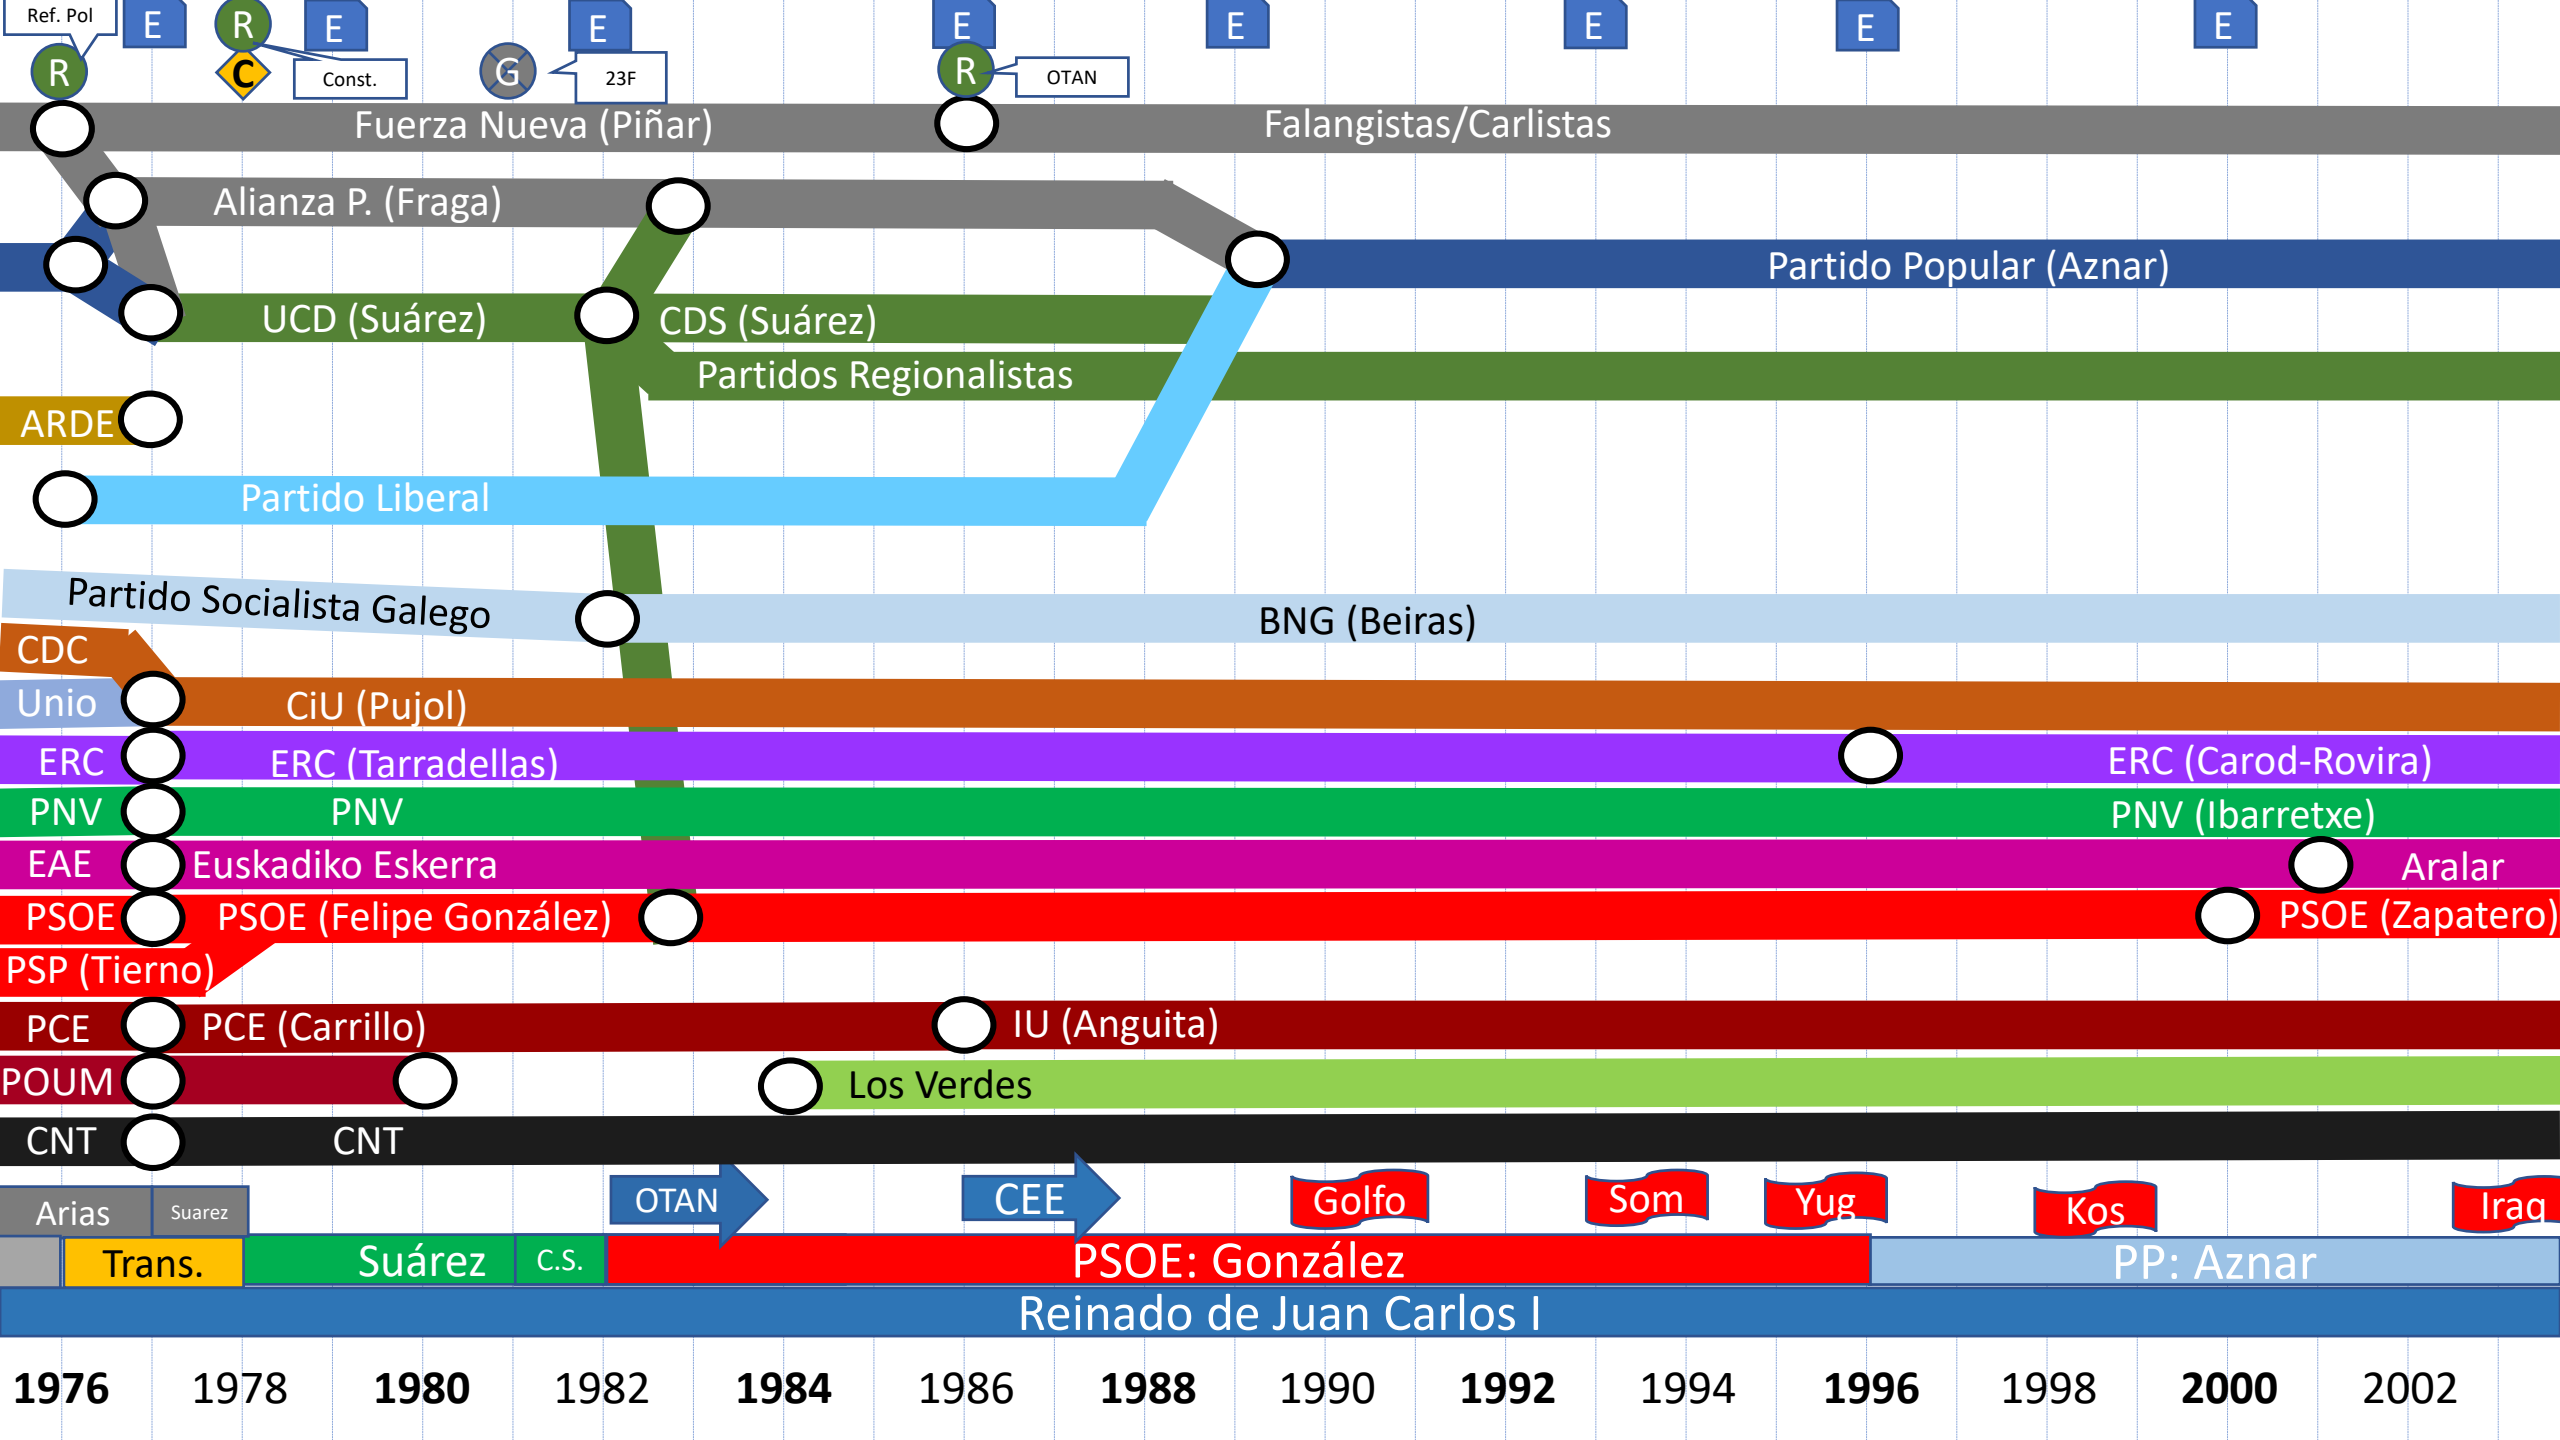 Ref. Pol
E
R
E
E
E
E
E
E
E
R
C
Const.
G
23F
R
OTAN
Fuerza Nueva (Piñar)
Falangistas/Carlistas
Alianza P. (Fraga)
Partido Popular (Aznar)
UCD (Suárez)
CDS (Suárez)
Partidos Regionalistas
ARDE
Partido Liberal
Partido Socialista Galego
BNG (Beiras)
CDC
Unio
CiU (Pujol)
ERC
ERC (Tarradellas)
ERC (Carod-Rovira)
PNV
PNV
PNV (Ibarretxe)
EAE
Euskadiko Eskerra
Aralar
PSOE
PSOE (Felipe González)
PSOE (Zapatero)
PSP (Tierno)
PCE
PCE (Carrillo)
IU (Anguita)
POUM
Los Verdes
CNT
CNT
Arias
Suarez
OTAN
CEE
Golfo
Som
Yug
Kos
Iraq
Trans.
Suárez
C.S.
PSOE: González
PP: Aznar
Reinado de Juan Carlos I
1976 1978 1980 1982 1984 1986 1988 1990 1992 1994 1996 1998 2000 2002